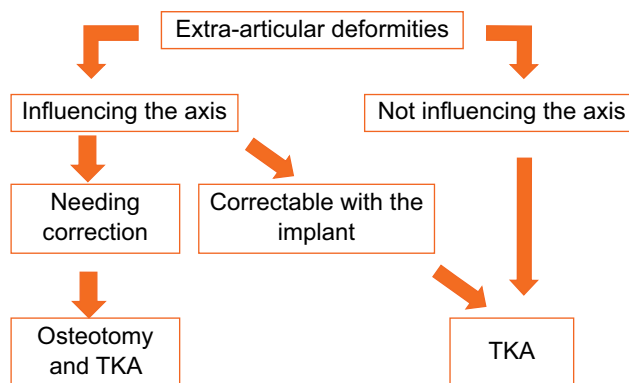 Extra-articular deformities
Influencing the axis
Not influencing the axis
Needing
correction
Correctable with the
implant
Osteotomy
and TKA
TKA